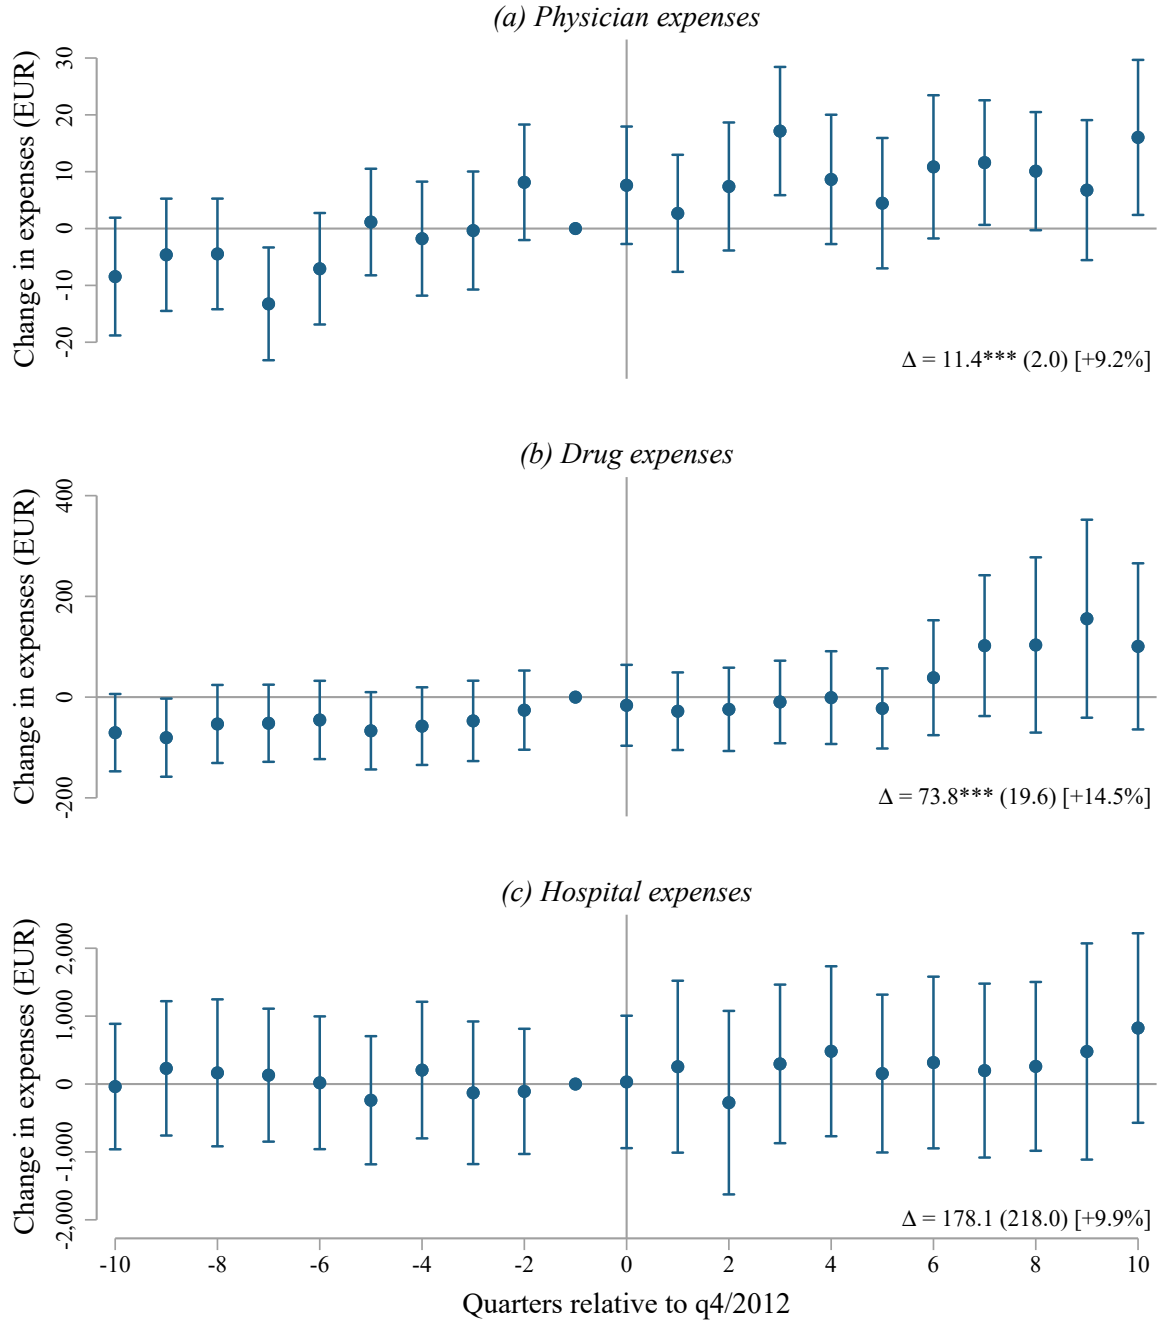 (a) Physician expenses
Change in expenses (EUR)
30
20
10
0
-10
-20
Δ = 11.4*** (2.0) [+9.2%]
(b) Drug expenses
Change in expenses (EUR)
400
200
0
-200
Δ = 73.8*** (19.6) [+14.5%]
(c) Hospital expenses
Change in expenses (EUR)
2,000
1,000
0
-1,000
-2,000
Δ = 178.1 (218.0) [+9.9%]
-10 -8 -6 -4 -2 0 2 4 6 8 10
Quarters relative to q4/2012